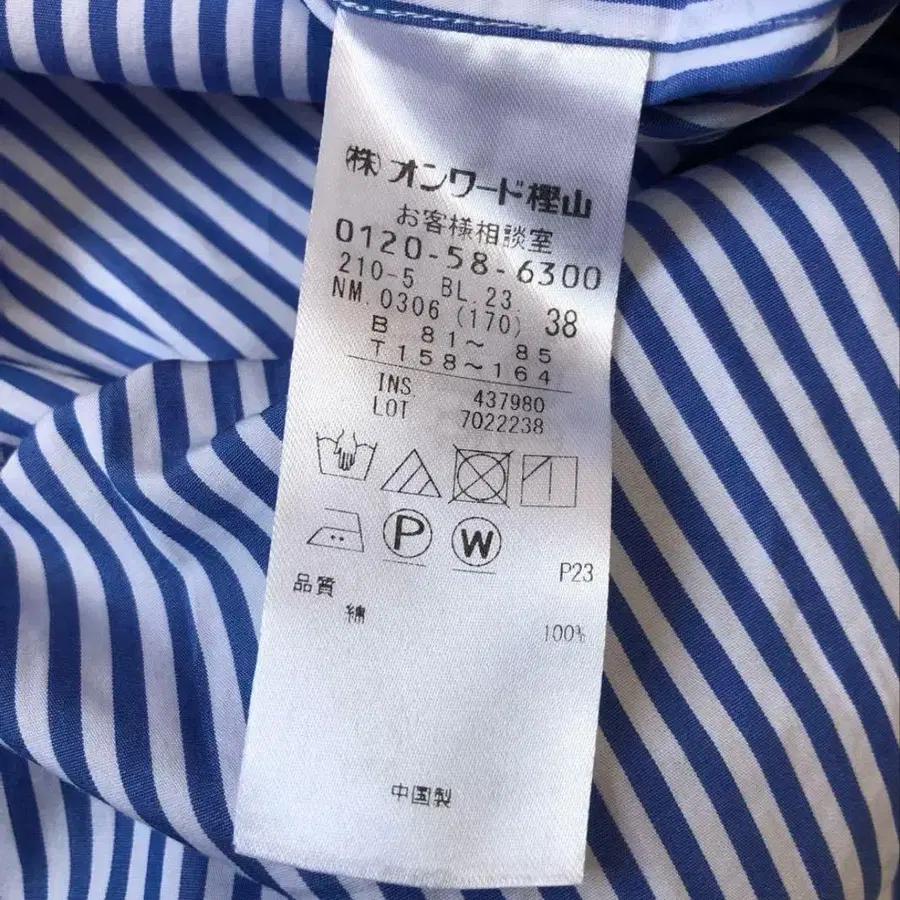 ㈱ オンワード樫山
お客様相談室
0120-58-6300
210-5 BL.23.
NM.0306 (170) 38
B 81～ 85
T 158～164
INS 437980
LOT 7022238
P
W
P23
品質
綿 100%
中国製